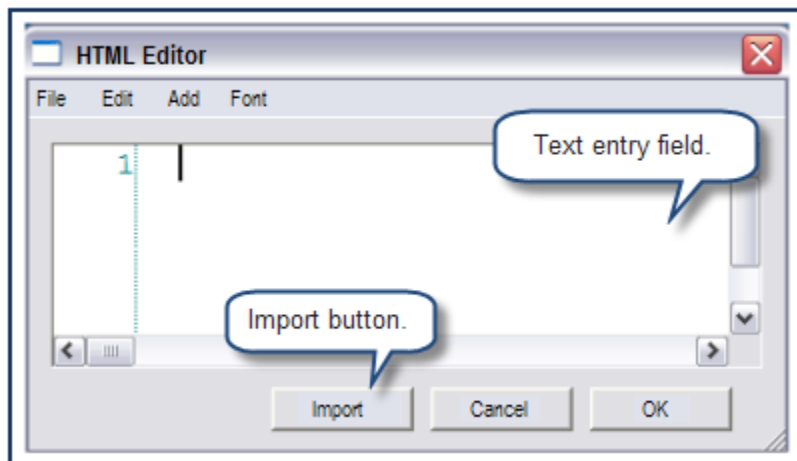 HTML Editor
File Edit Add Font
Text entry field.
1
Import button.
Import Cancel OK